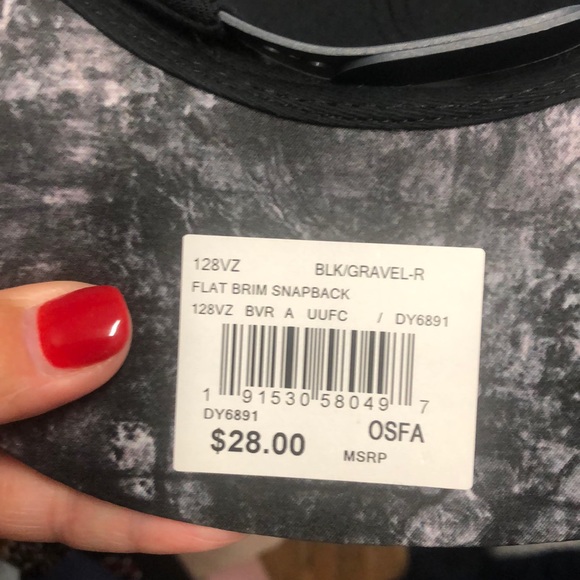 128VZ BLK/GRAVEL-R
FLAT BRIM SNAPBACK
128VZ BVR A UUFC / DY6891
1 91530 58049 7
DY6891
$28.00 OSFA
MSRP